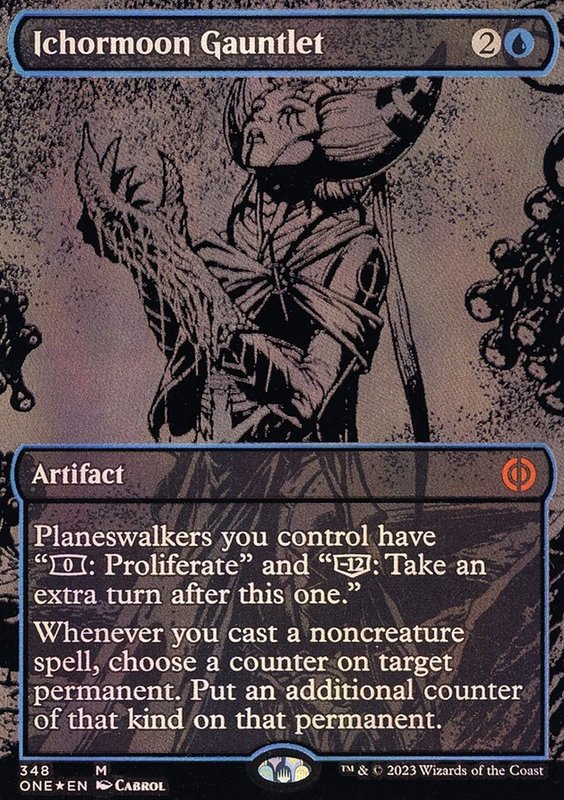 Ichormoon Gauntlet 2
Artifact
Planeswalkers you control have
“0: Proliferate” and “-12: Take an
extra turn after this one.”
Whenever you cast a noncreature
spell, choose a counter on target
permanent. Put an additional counter
of that kind on that permanent.
348 M
ONE★EN Cabrol ™ & © 2023 Wizards of the Coast